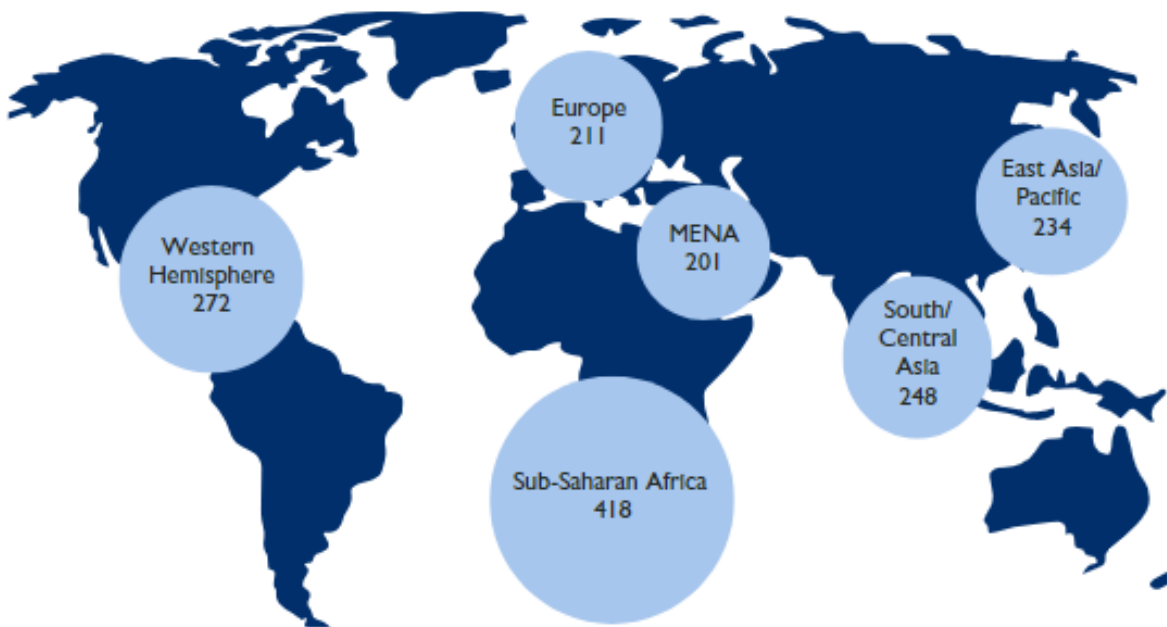 Europe
211
East Asia/
Pacific
234
MENA
201
Western
Hemisphere
272
South/
Central
Asia
248
Sub-Saharan Africa
418